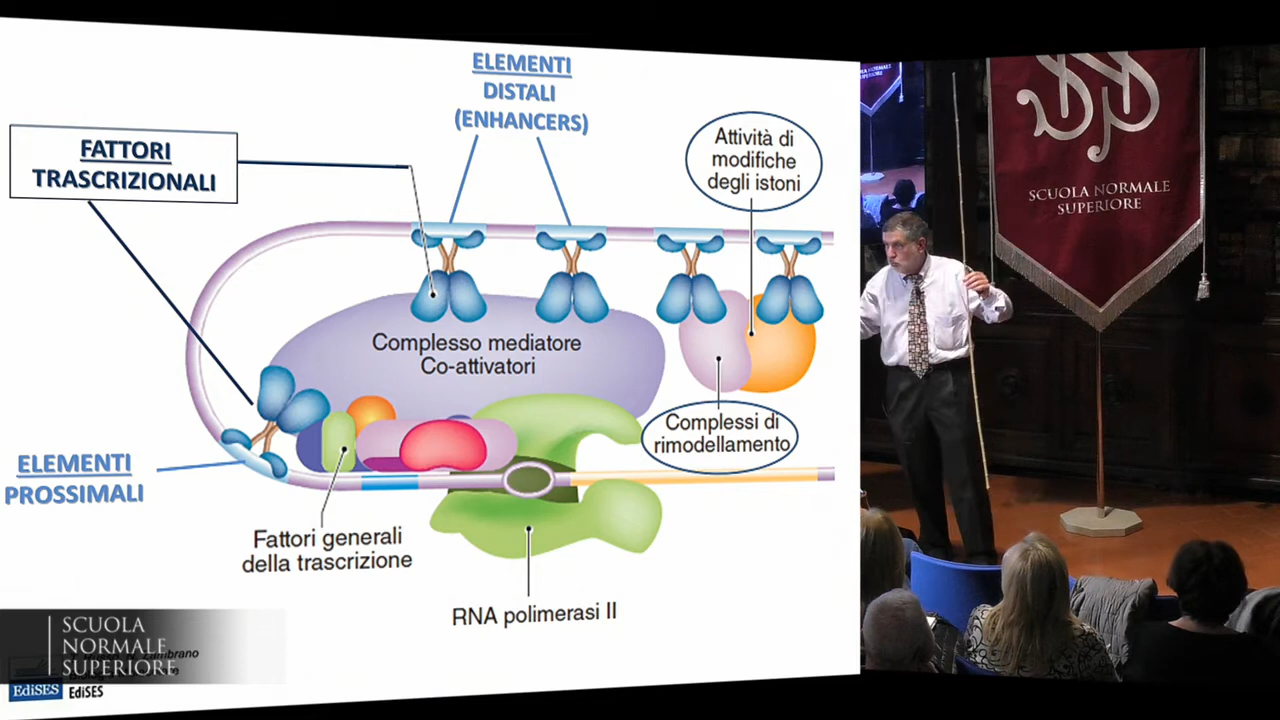 ELEMENTI
DISTALI
(ENHANCERS)
FATTORI
TRASCRIZIONALI
Attività di
modifiche
degli istoni
Complesso mediatore
Co-attivatori
Complessi di
rimodellamento
ELEMENTI
PROSSIMALI
Fattori generali
della trascrizione
RNA polimerasi II
SCUOLA
NORMALE
SUPERIORE
EdiSES
EdiSES
SCUOLA NORMALE
SUPERIORE